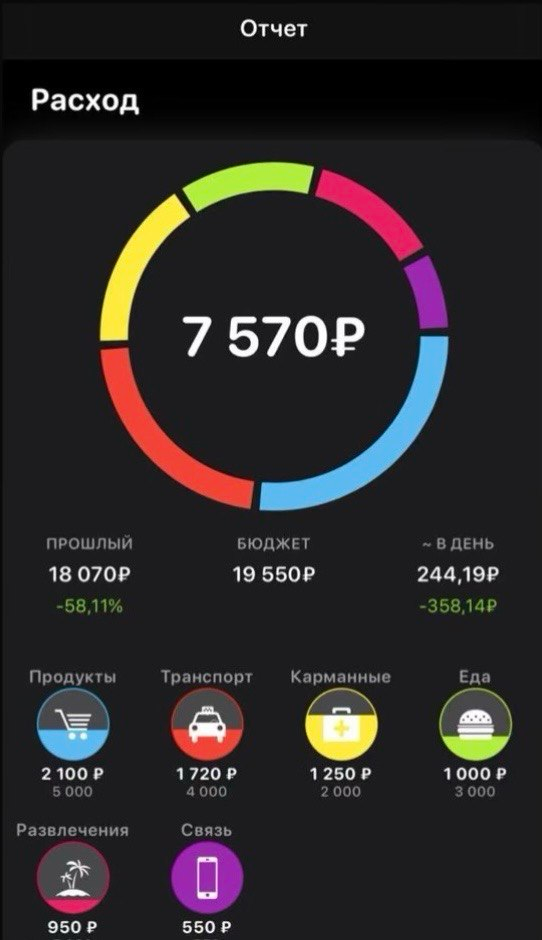 Отчет
Расход
7 570₽
ПРОШЛЫЙ БЮДЖЕТ ~ В ДЕНЬ
18 070₽ 19 550₽ 244,19₽
-58,11% -358,14₽
Продукты Транспорт Карманные Еда
2 100 ₽ 1 720 ₽ 1 250 ₽ 1 000 ₽
5 000 4 000 2 000 3 000
Развлечения Связь
950 ₽ 550 ₽